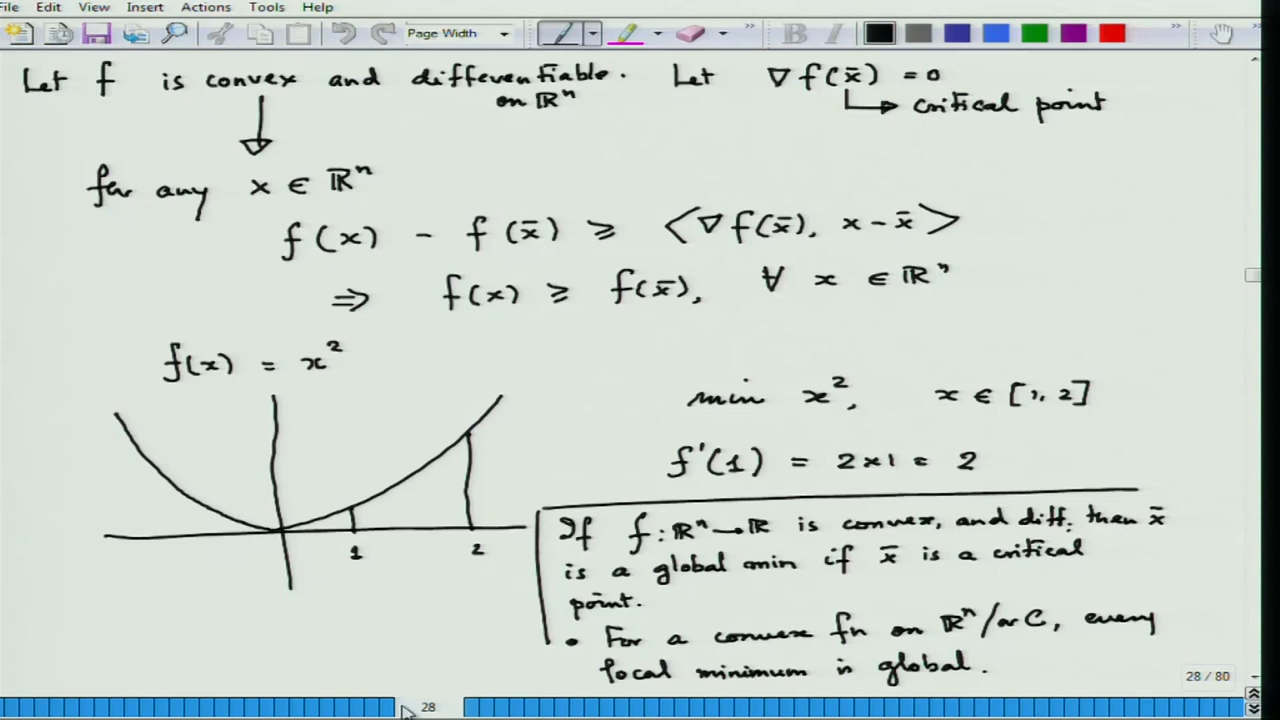 File Edit View Insert Actions Tools Help
Page Width
Let f is convex and differentiable. Let ∇f(x̄) = 0
on ℝⁿ
critical point
for any x ∈ ℝⁿ
f(x) - f(x̄) ≥ ⟨∇f(x̄), x - x̄⟩
⇒ f(x) ≥ f(x̄), ∀ x ∈ ℝⁿ
f(x) = x²
min x², x ∈ [1, 2]
f'(1) = 2×1 = 2
1 2
If f : ℝⁿ → ℝ is convex, and diff. then x̄
is a global min if x̄ is a critical
point.
• For a convex fn on ℝⁿ/or C, every
local minimum is global.
28 / 80
28